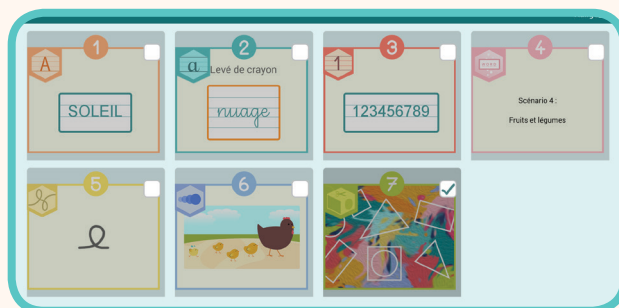 1
A
SOLEIL
2
a
Levé de crayon
nuage
3
1
123456789
4
Scénario 4 :
Fruits et légumes
5
6
7